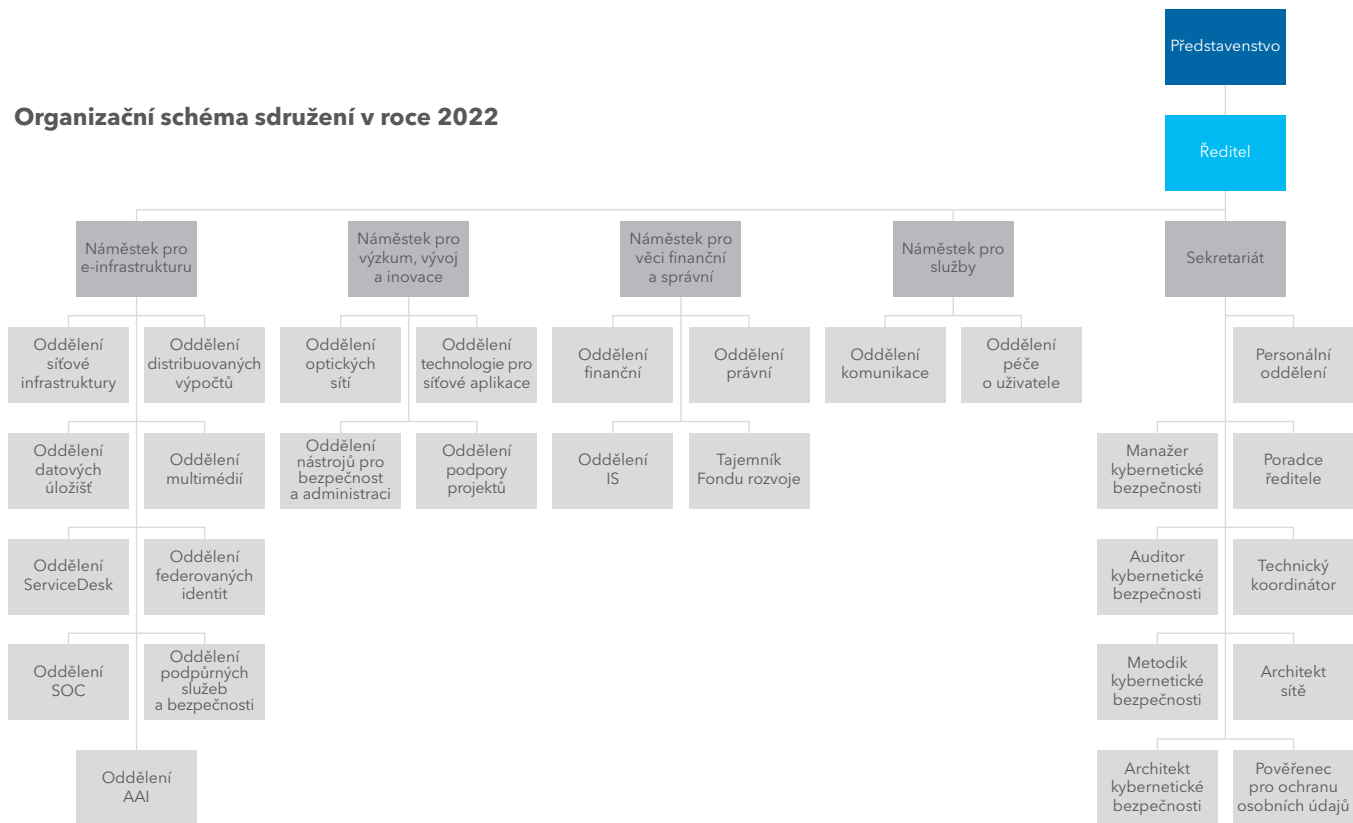 Představenstvo
Organizační schéma sdružení v roce 2022
Ředitel
Náměstek pro
e-infrastrukturu
Náměstek pro
výzkum, vývoj
a inovace
Náměstek pro
věci finanční
a správní
Náměstek pro
služby
Sekretariát
Oddělení
síťové
infrastruktury
Oddělení
distribuovaných
výpočtů
Oddělení
optických
sítí
Oddělení
technologie pro
síťové aplikace
Oddělení
finanční
Oddělení
právní
Oddělení
komunikace
Oddělení
péče
o uživatele
Personální
oddělení
Oddělení
datových
úložišť
Oddělení
multimédií
Oddělení
nástrojů pro
bezpečnost
a administraci
Oddělení
podpory
projektů
Oddělení
IS
Tajemník
Fondu rozvoje
Manažer
kybernetické
bezpečnosti
Poradce
ředitele
Oddělení
ServiceDesk
Oddělení
federovaných
identit
Auditor
kybernetické
bezpečnosti
Technický
koordinátor
Oddělení
SOC
Oddělení
podpůrných
služeb
a bezpečnosti
Metodik
kybernetické
bezpečnosti
Architekt
sítě
Oddělení
AAI
Architekt
kybernetické
bezpečnosti
Pověřenec
pro ochranu
osobních údajů